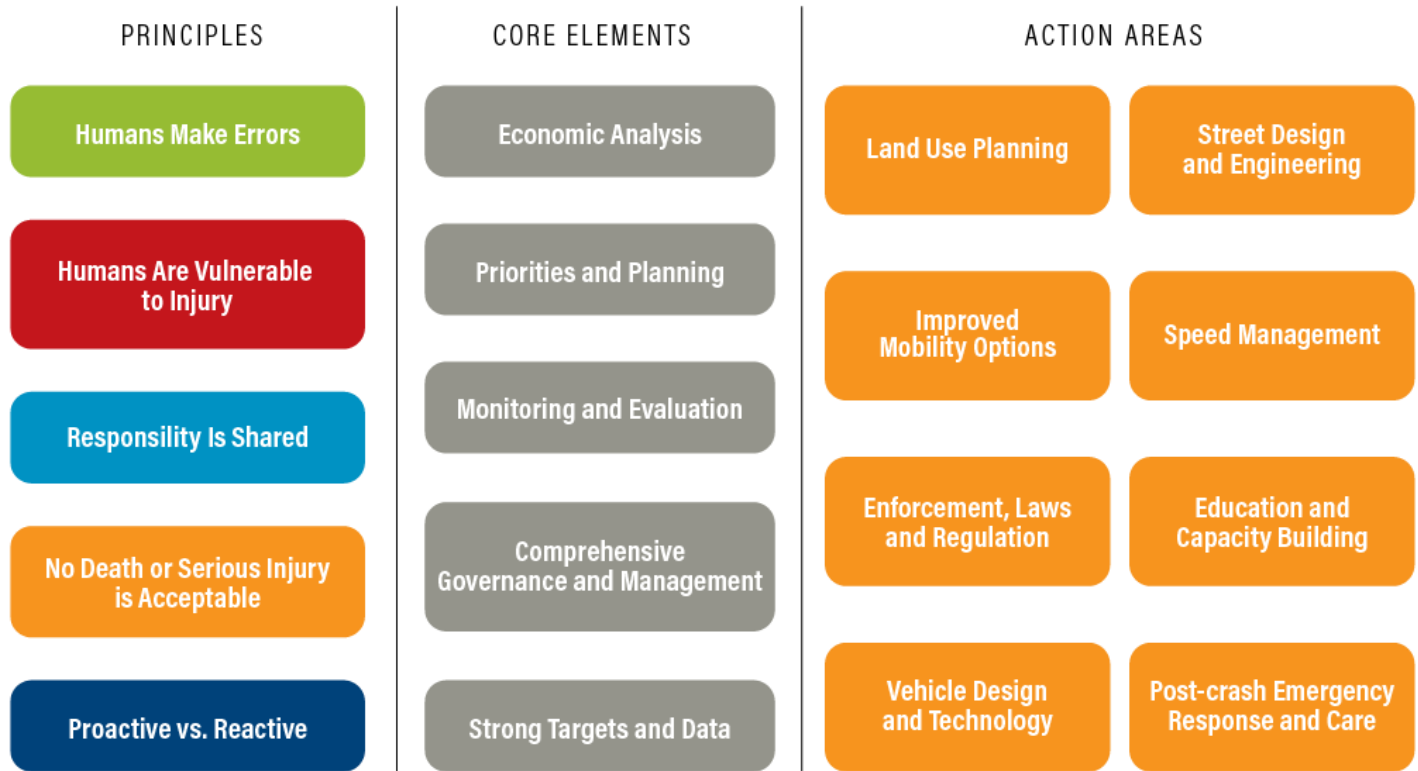 PRINCIPLES
Humans Make Errors
Humans Are Vulnerable
to Injury
Responsility Is Shared
No Death or Serious Injury
is Acceptable
Proactive vs. Reactive
CORE ELEMENTS
Economic Analysis
Priorities and Planning
Monitoring and Evaluation
Comprehensive
Governance and Management
Strong Targets and Data
ACTION AREAS
Land Use Planning
Street Design
and Engineering
Improved
Mobility Options
Speed Management
Enforcement, Laws
and Regulation
Education and
Capacity Building
Vehicle Design
and Technology
Post-crash Emergency
Response and Care